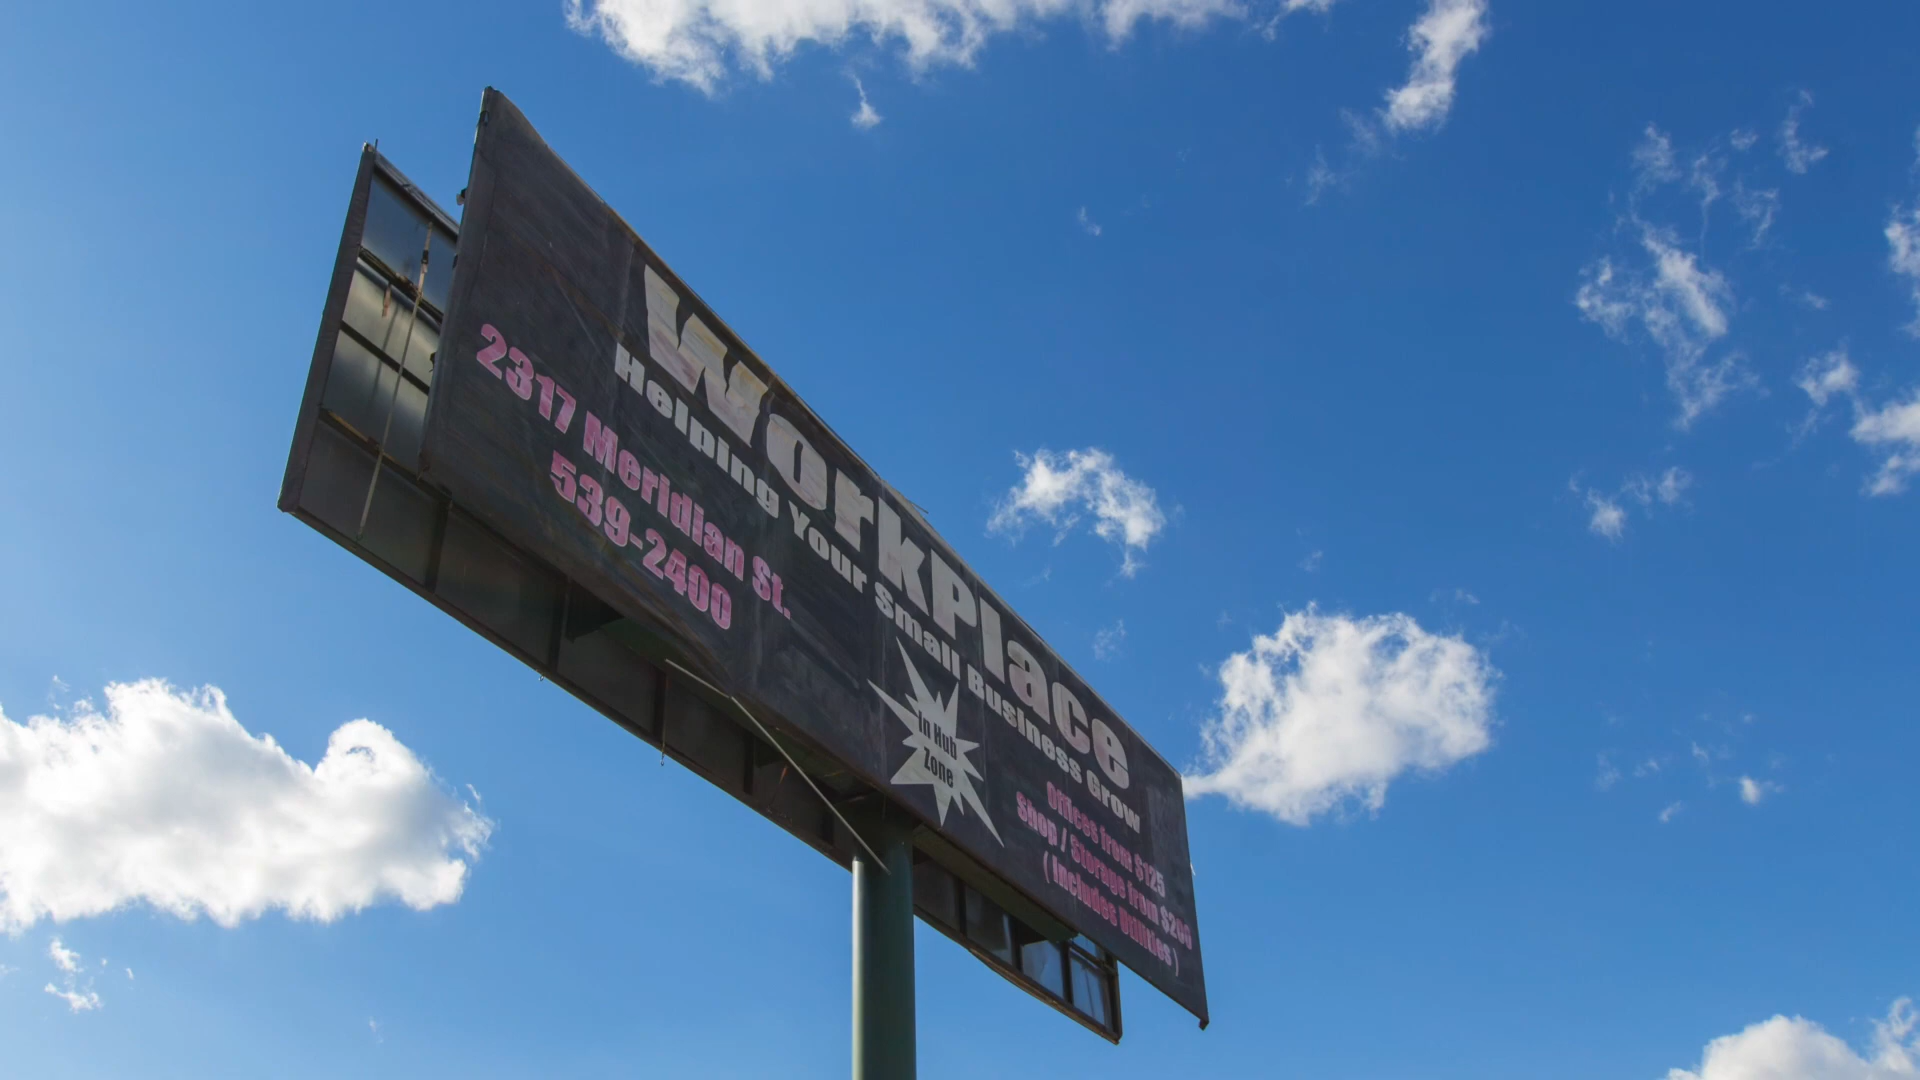 WorkPlace
Helping Your Small Business Grow
2317 Meridian St.
539-2400
In Hub
Zone
Offices from $125
Shop / Storage from $200
( Includes Utilities )